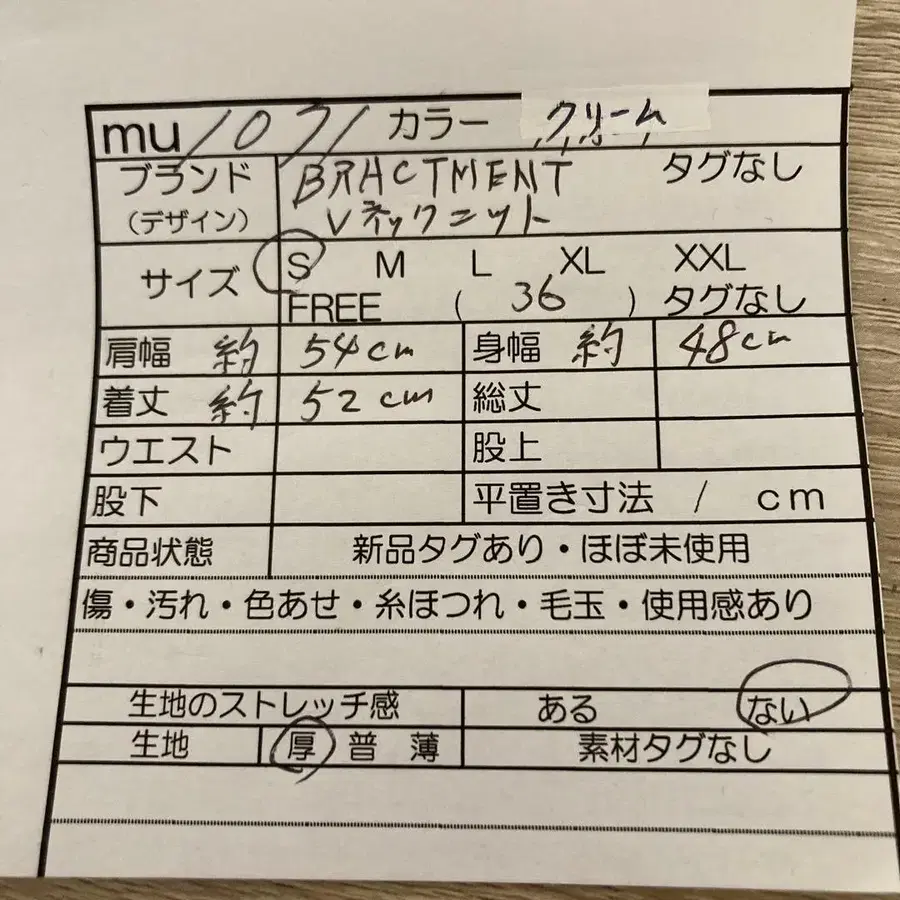 mu/071 カラー クリーム
ブランド BRACTMENT タグなし
(デザイン) Vネックニット
サイズ S M L XL XXL
FREE ( 36 ) タグなし
肩幅 約 54cm 身幅 約 48cm
着丈 約 52cm 総丈
ウエスト 股上
股下 平置き寸法 / cm
商品状態 新品タグあり・ほぼ未使用
傷・汚れ・色あせ・糸ほつれ・毛玉・使用感あり
生地のストレッチ感 ある ない
生地 厚 普 薄 素材タグなし